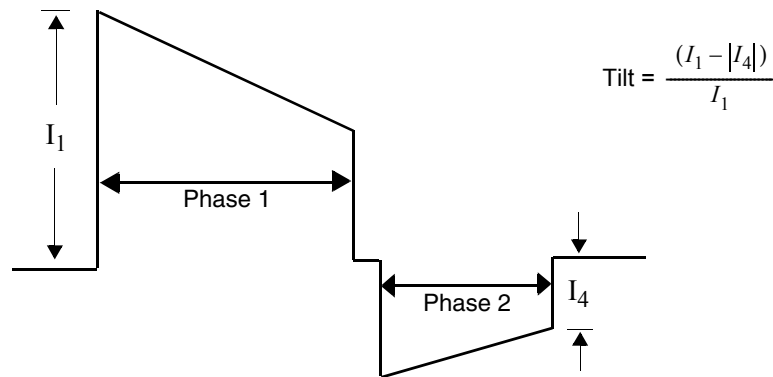 Tilt = (I1 – |I4|) / I1
I1
Phase 1
Phase 2
I4